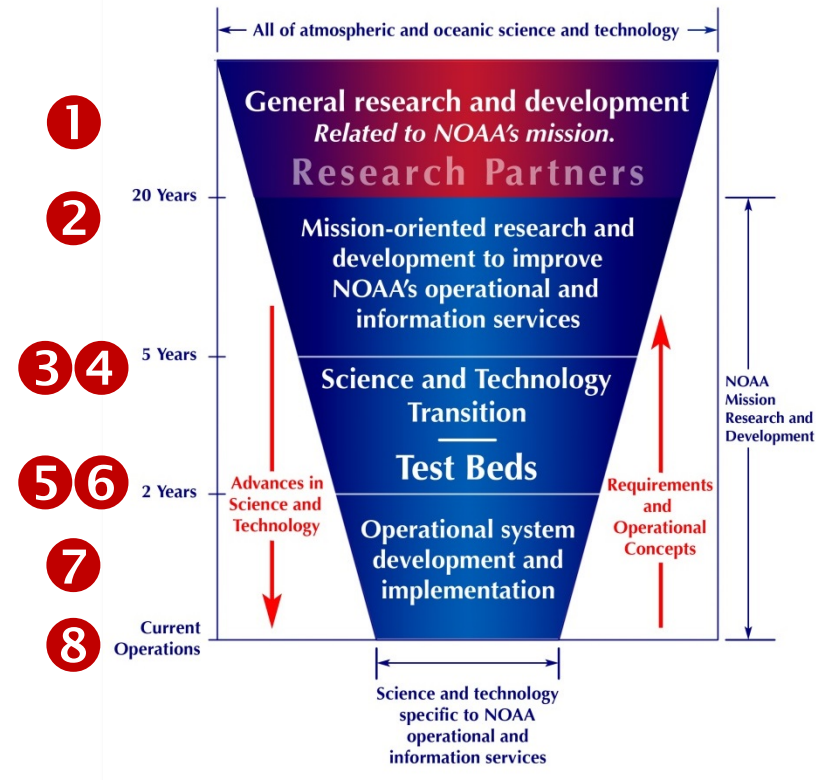 All of atmospheric and oceanic science and technology
1
General research and development
Related to NOAA's mission.
Research Partners
20 Years
2
Mission-oriented research and
development to improve
NOAA's operational and
information services
3 4
5 Years
Science and Technology
Transition
Test Beds
NOAA
Mission
Research and
Development
5 6
2 Years
Advances in
Science and
Technology
Requirements
and
Operational
Concepts
Operational system
development and
implementation
7
8
Current
Operations
Science and technology
specific to NOAA
operational and
information services